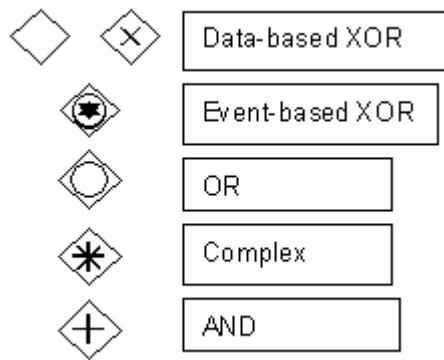 Data-based XOR
Event-based XOR
OR
Complex
AND